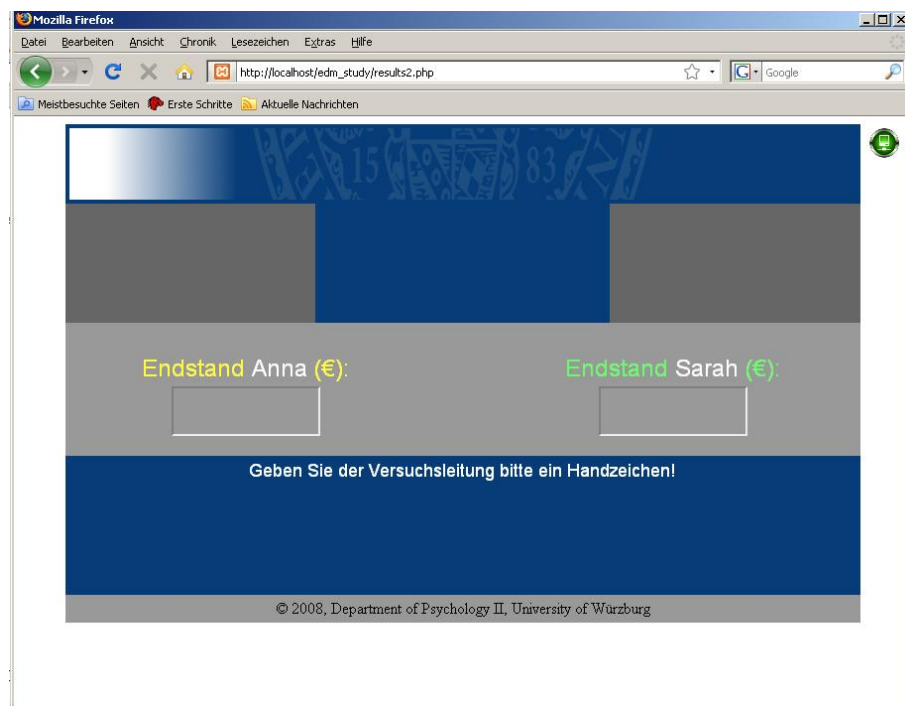 Mozilla Firefox
Datei Bearbeiten Ansicht Chronik Lesezeichen Extras Hilfe
http://localhost/edm_study/results2.php
G Google
Meistbesuchte Seiten Erste Schritte Aktuelle Nachrichten
15 83
Endstand Anna (€): Endstand Sarah (€):
Geben Sie der Versuchsleitung bitte ein Handzeichen!
© 2008, Department of Psychology II, University of Würzburg